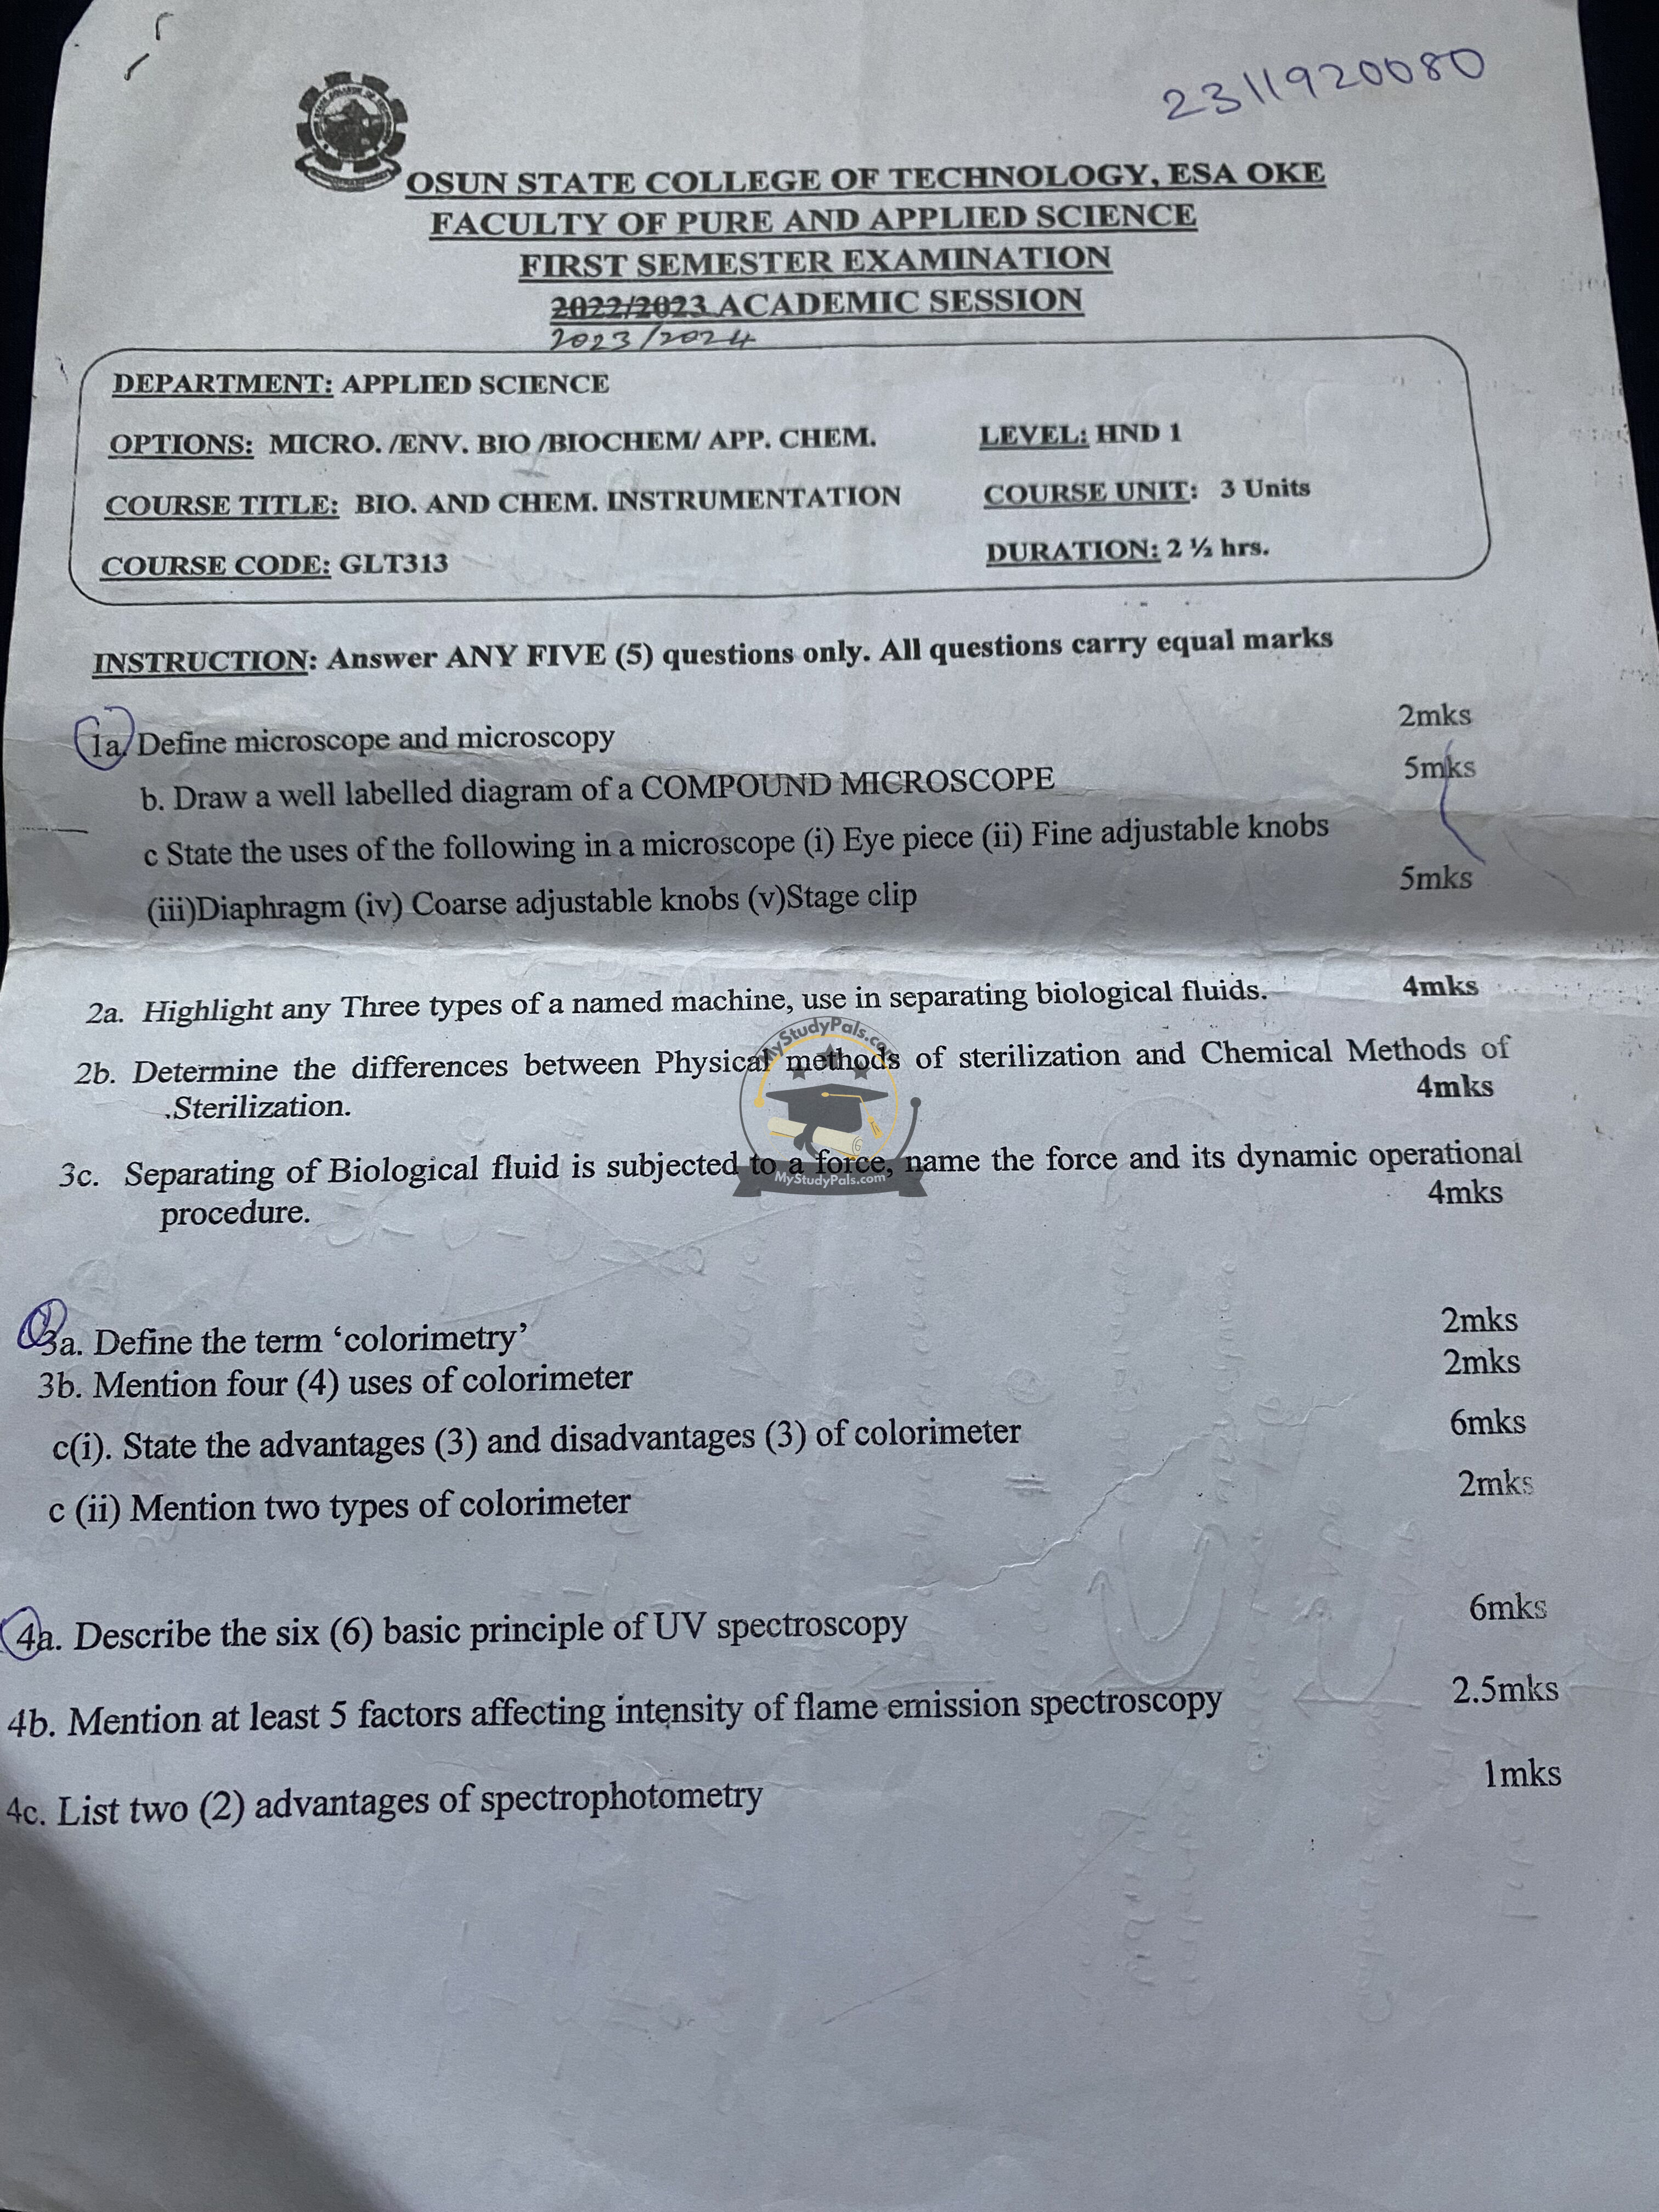 2311920080
OSUN STATE COLLEGE OF TECHNOLOGY, ESA OKE
FACULTY OF PURE AND APPLIED SCIENCE
FIRST SEMESTER EXAMINATION
2022/2023 ACADEMIC SESSION
2023/2024
DEPARTMENT: APPLIED SCIENCE
OPTIONS: MICRO. /ENV. BIO /BIOCHEM/ APP. CHEM. LEVEL: HND 1
COURSE TITLE: BIO. AND CHEM. INSTRUMENTATION COURSE UNIT: 3 Units
COURSE CODE: GLT313 DURATION: 2 ½ hrs.
INSTRUCTION: Answer ANY FIVE (5) questions only. All questions carry equal marks
1a. Define microscope and microscopy 2mks
b. Draw a well labelled diagram of a COMPOUND MICROSCOPE 5mks
c State the uses of the following in a microscope (i) Eye piece (ii) Fine adjustable knobs
(iii)Diaphragm (iv) Coarse adjustable knobs (v)Stage clip 5mks
2a. Highlight any Three types of a named machine, use in separating biological fluids. 4mks
MyStudyPals.com
2b. Determine the differences between Physical methods of sterilization and Chemical Methods of
.Sterilization. 4mks
3c. Separating of Biological fluid is subjected to a force, name the force and its dynamic operational
MyStudyPals.com
procedure. 4mks
3a. Define the term ‘colorimetry’ 2mks
3b. Mention four (4) uses of colorimeter 2mks
c(i). State the advantages (3) and disadvantages (3) of colorimeter 6mks
c (ii) Mention two types of colorimeter 2mks
4a. Describe the six (6) basic principle of UV spectroscopy 6mks
4b. Mention at least 5 factors affecting intensity of flame emission spectroscopy 2.5mks
4c. List two (2) advantages of spectrophotometry 1mks